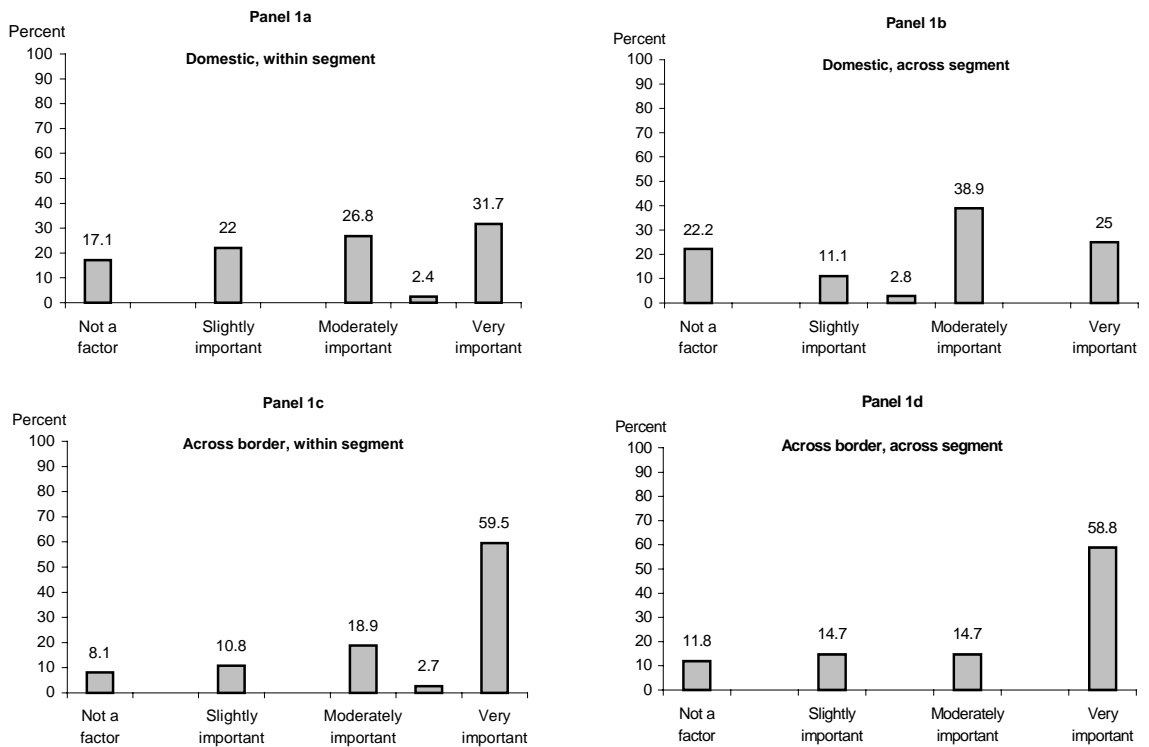 Panel 1a
Percent
Domestic, within segment
100
90
80
70
60
50
40
30
20
10
0
17.1
22
26.8
2.4
31.7
Not a
factor
Slightly
important
Moderately
important
Very
important
Panel 1b
Percent
Domestic, across segment
100
90
80
70
60
50
40
30
20
10
0
22.2
11.1
2.8
38.9
25
Not a
factor
Slightly
important
Moderately
important
Very
important
Panel 1c
Percent
Across border, within segment
100
90
80
70
60
50
40
30
20
10
0
8.1
10.8
18.9
2.7
59.5
Not a
factor
Slightly
important
Moderately
important
Very
important
Panel 1d
Percent
Across border, across segment
100
90
80
70
60
50
40
30
20
10
0
11.8
14.7
14.7
58.8
Not a
factor
Slightly
important
Moderately
important
Very
important